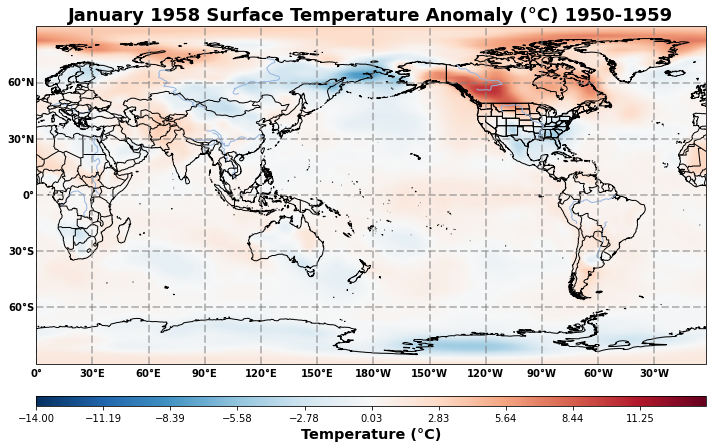 January 1958 Surface Temperature Anomaly (°C) 1950-1959
60°N
30°N
0°
30°S
60°S
0° 30°E 60°E 90°E 120°E 150°E 180°W 150°W 120°W 90°W 60°W 30°W
−14.00 −11.19 −8.39 −5.58 −2.78 0.03 2.83 5.64 8.44 11.25
Temperature (°C)